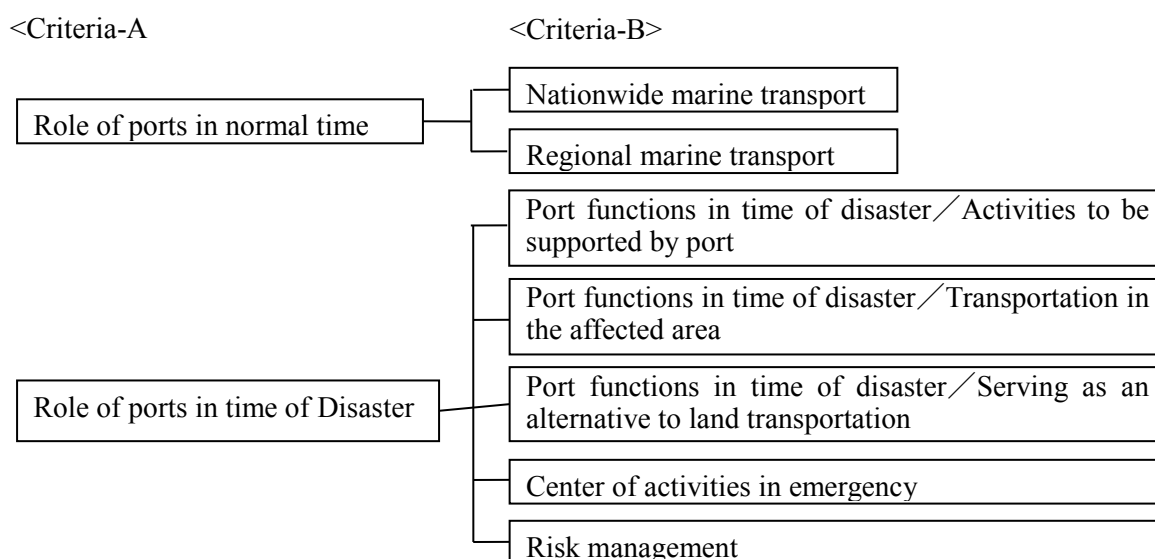 <Criteria-A
<Criteria-B>
Nationwide marine transport
Role of ports in normal time
Regional marine transport
Port functions in time of disaster／Activities to be
supported by port
Port functions in time of disaster／Transportation in
the affected area
Role of ports in time of Disaster
Port functions in time of disaster／Serving as an
alternative to land transportation
Center of activities in emergency
Risk management